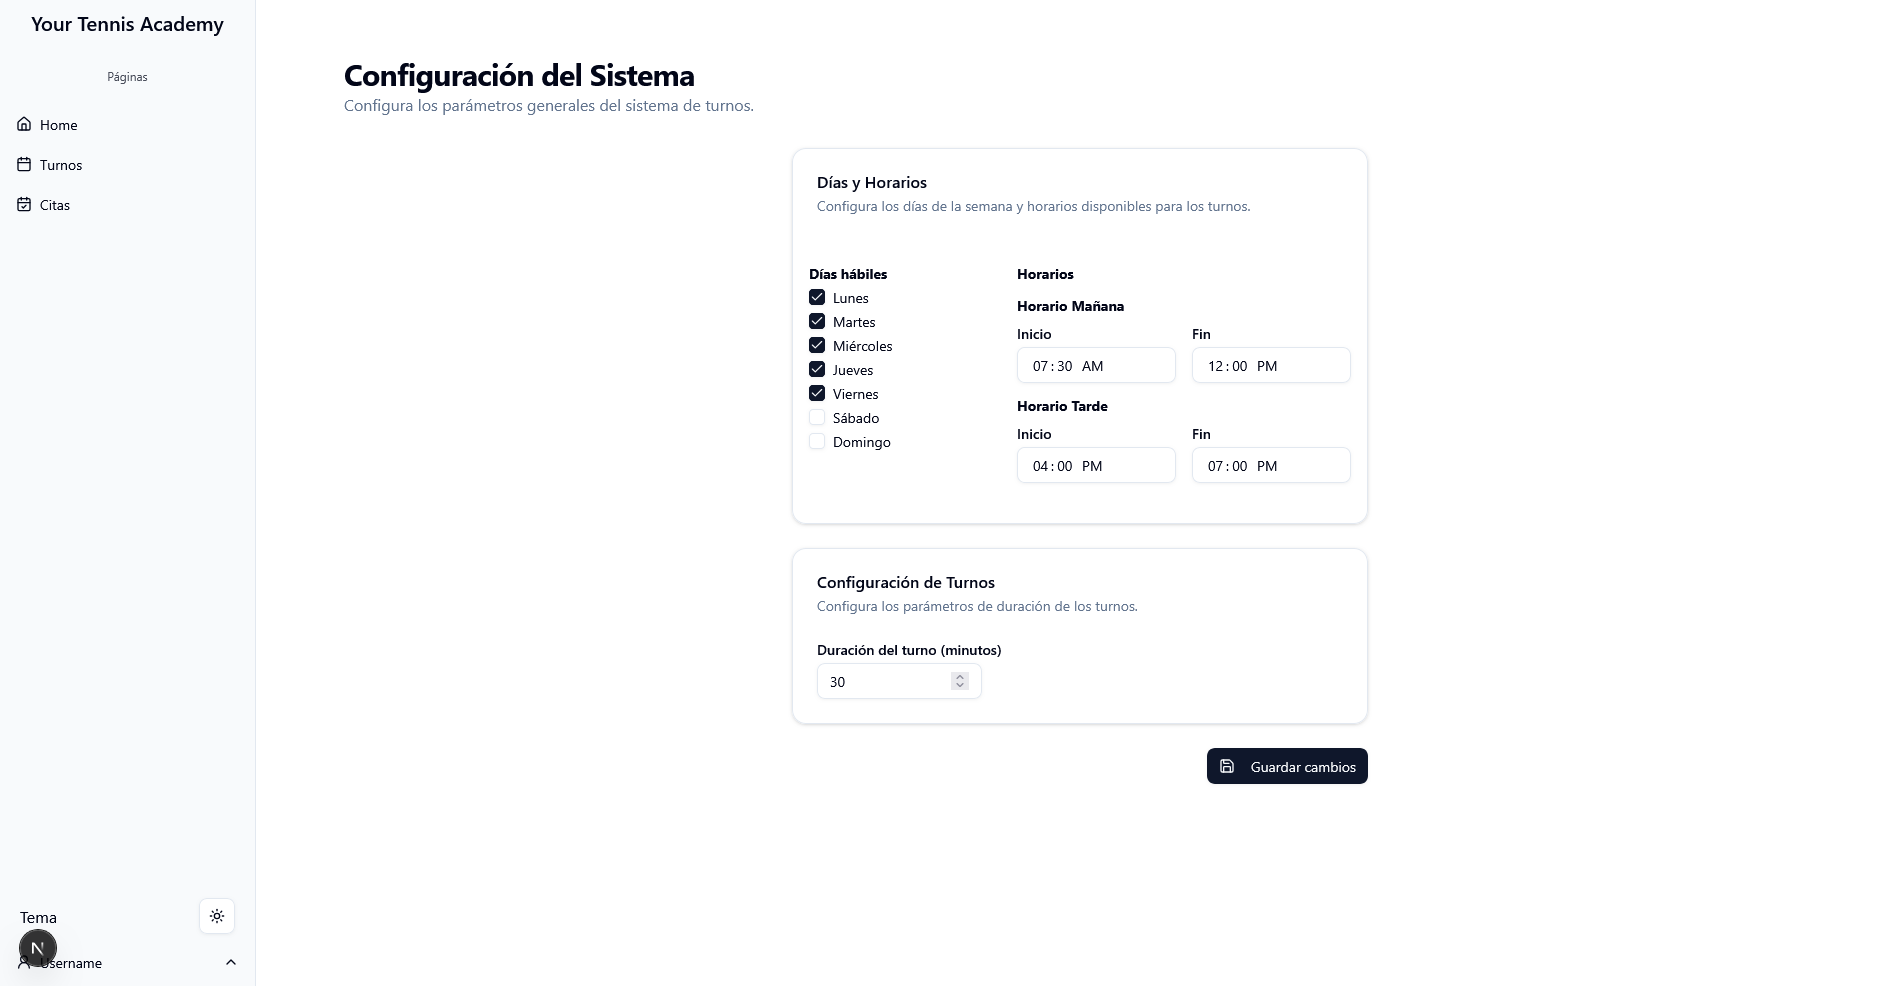 Your Tennis Academy
Páginas
Home
Turnos
Citas
Configuración del Sistema
Configura los parámetros generales del sistema de turnos.
Días y Horarios
Configura los días de la semana y horarios disponibles para los turnos.
Días hábiles
Lunes
Martes
Miércoles
Jueves
Viernes
Sábado
Domingo
Horarios
Horario Mañana
Inicio Fin
07:30 AM 12:00 PM
Horario Tarde
Inicio Fin
04:00 PM 07:00 PM
Configuración de Turnos
Configura los parámetros de duración de los turnos.
Duración del turno (minutos)
30
Guardar cambios
Tema
N
Username